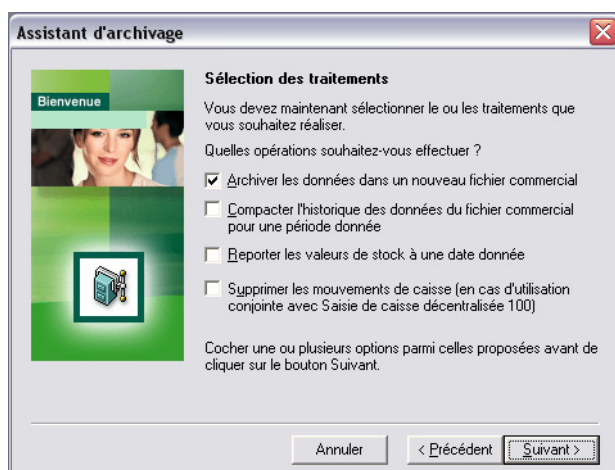 Assistant d'archivage
Bienvenue
Sélection des traitements
Vous devez maintenant sélectionner le ou les traitements que
vous souhaitez réaliser.
Quelles opérations souhaitez-vous effectuer ?
Archiver les données dans un nouveau fichier commercial
Compacter l'historique des données du fichier commercial
pour une période donnée
Reporter les valeurs de stock à une date donnée
Supprimer les mouvements de caisse (en cas d'utilisation
conjointe avec Saisie de caisse décentralisée 100)
Cocher une ou plusieurs options parmi celles proposées avant de
cliquer sur le bouton Suivant.
Annuler
< Précédent
Suivant >